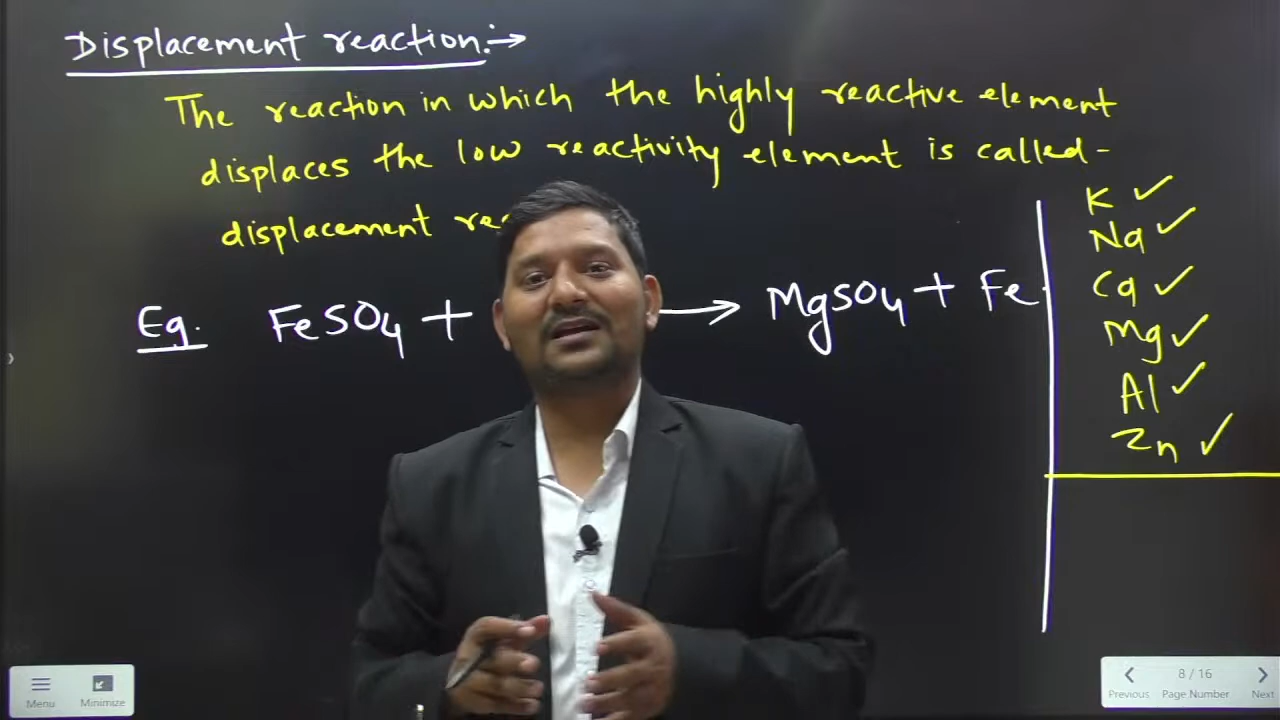 Displacement reaction:→
The reaction in which the highly reactive element
displaces the low reactivity element is called-
displacement
Eg. FeSO4 + → MgSO4 + Fe
K ✓
Na ✓
Ca ✓
Mg ✓
Al ✓
Zn ✓
Menu
Minimize
8 / 16
Previous Page Number Next